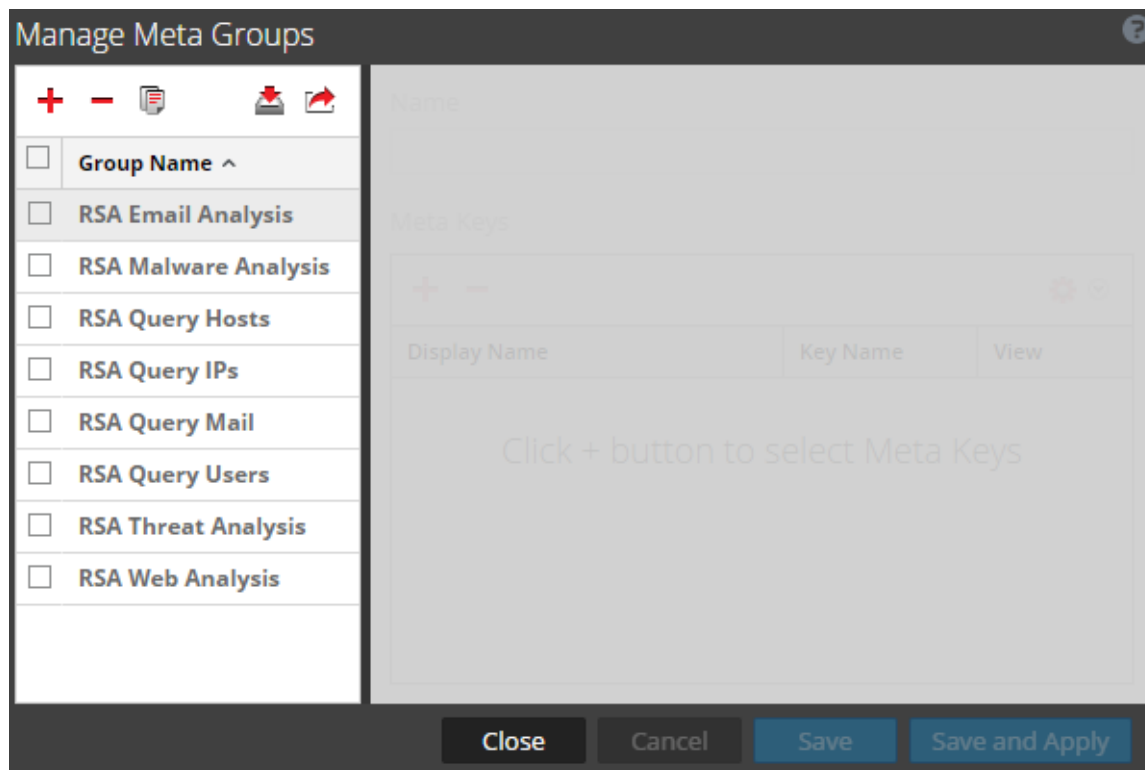 Manage Meta Groups
?
Group Name
RSA Email Analysis
RSA Malware Analysis
RSA Query Hosts
RSA Query IPs
RSA Query Mail
RSA Query Users
RSA Threat Analysis
RSA Web Analysis
Name
Meta Keys
Display Name Key Name View
Click + button to select Meta Keys
Close Cancel Save Save and Apply